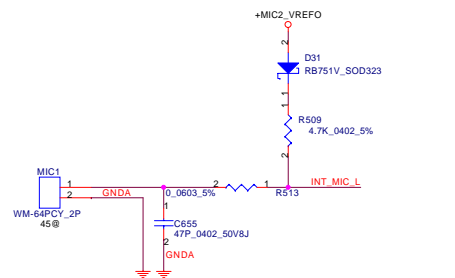 +MIC2_VREFO
2
D31
RB751V_SOD323
1
1
R509
4.7K_0402_5%
2
MIC1
1
2
GNDA
0_0603_5%
2
1
R513
INT_MIC_L
WM-64PCY_2P
45@
1
C655
47P_0402_50V8J
2
GNDA